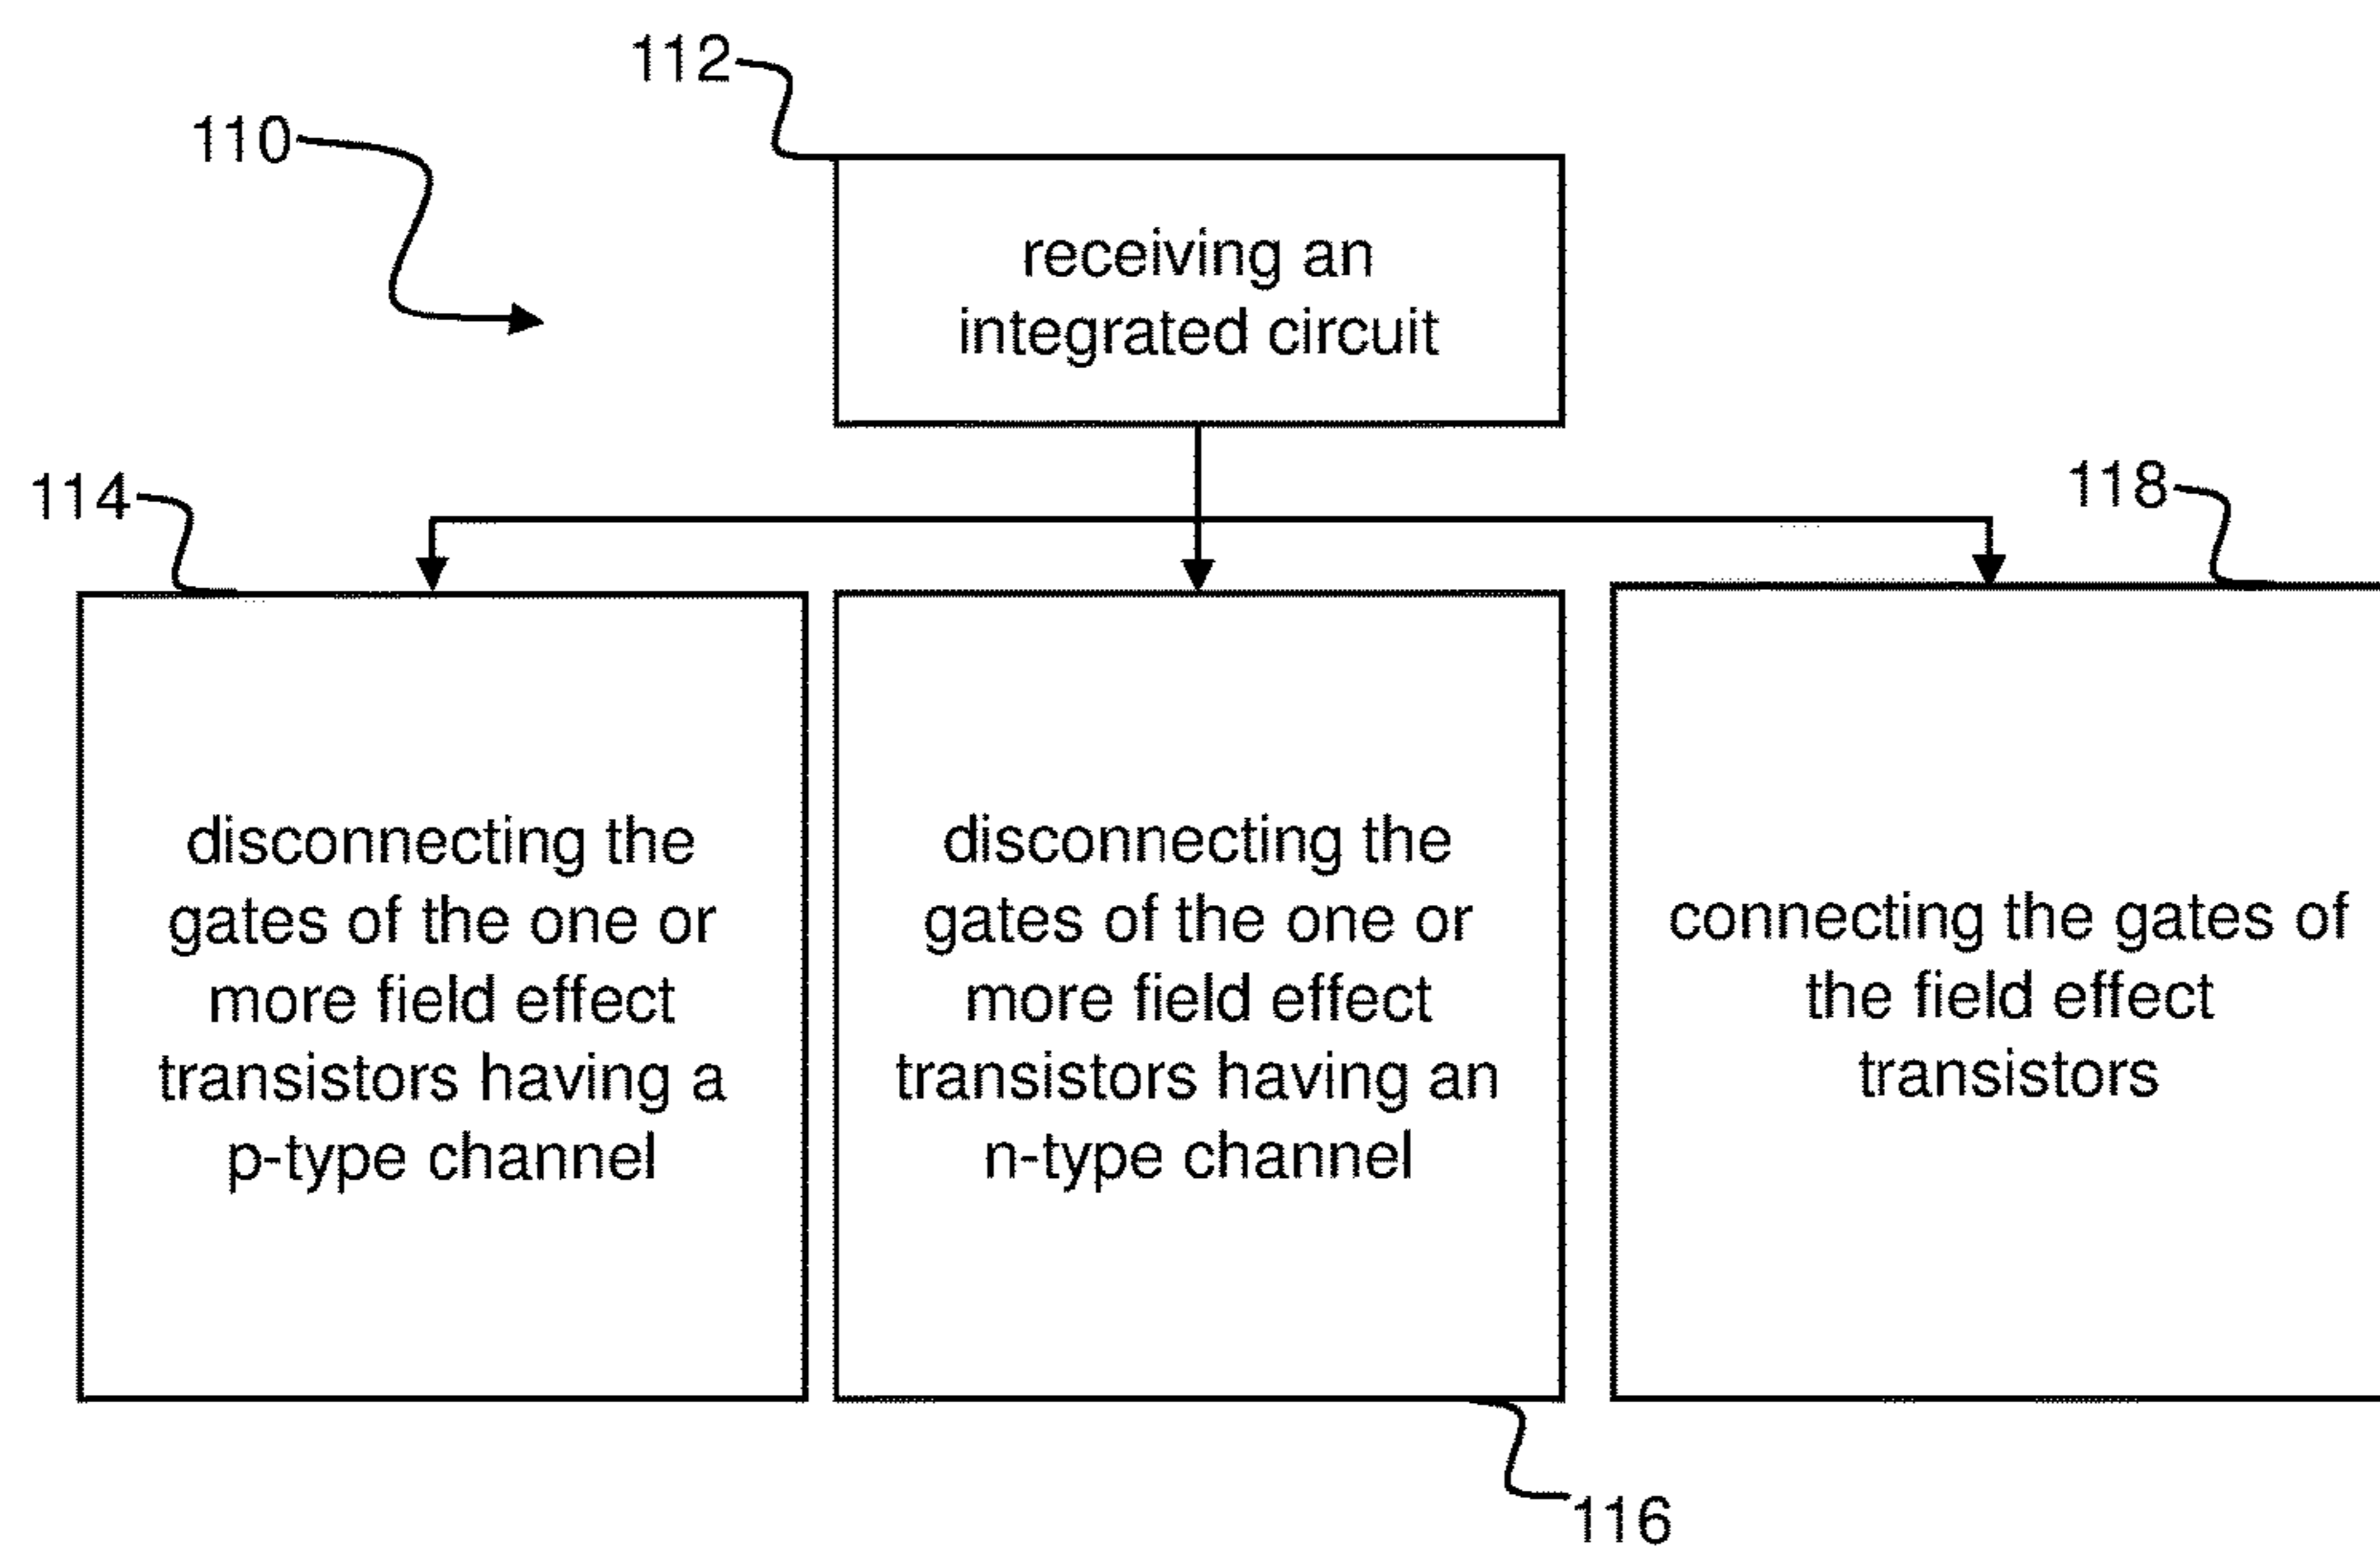 112
110
receiving an
integrated circuit
114
118
disconnecting the
gates of the one or
more field effect
transistors having a
p-type channel
disconnecting the
gates of the one or
more field effect
transistors having an
n-type channel
connecting the gates of
the field effect
transistors
116